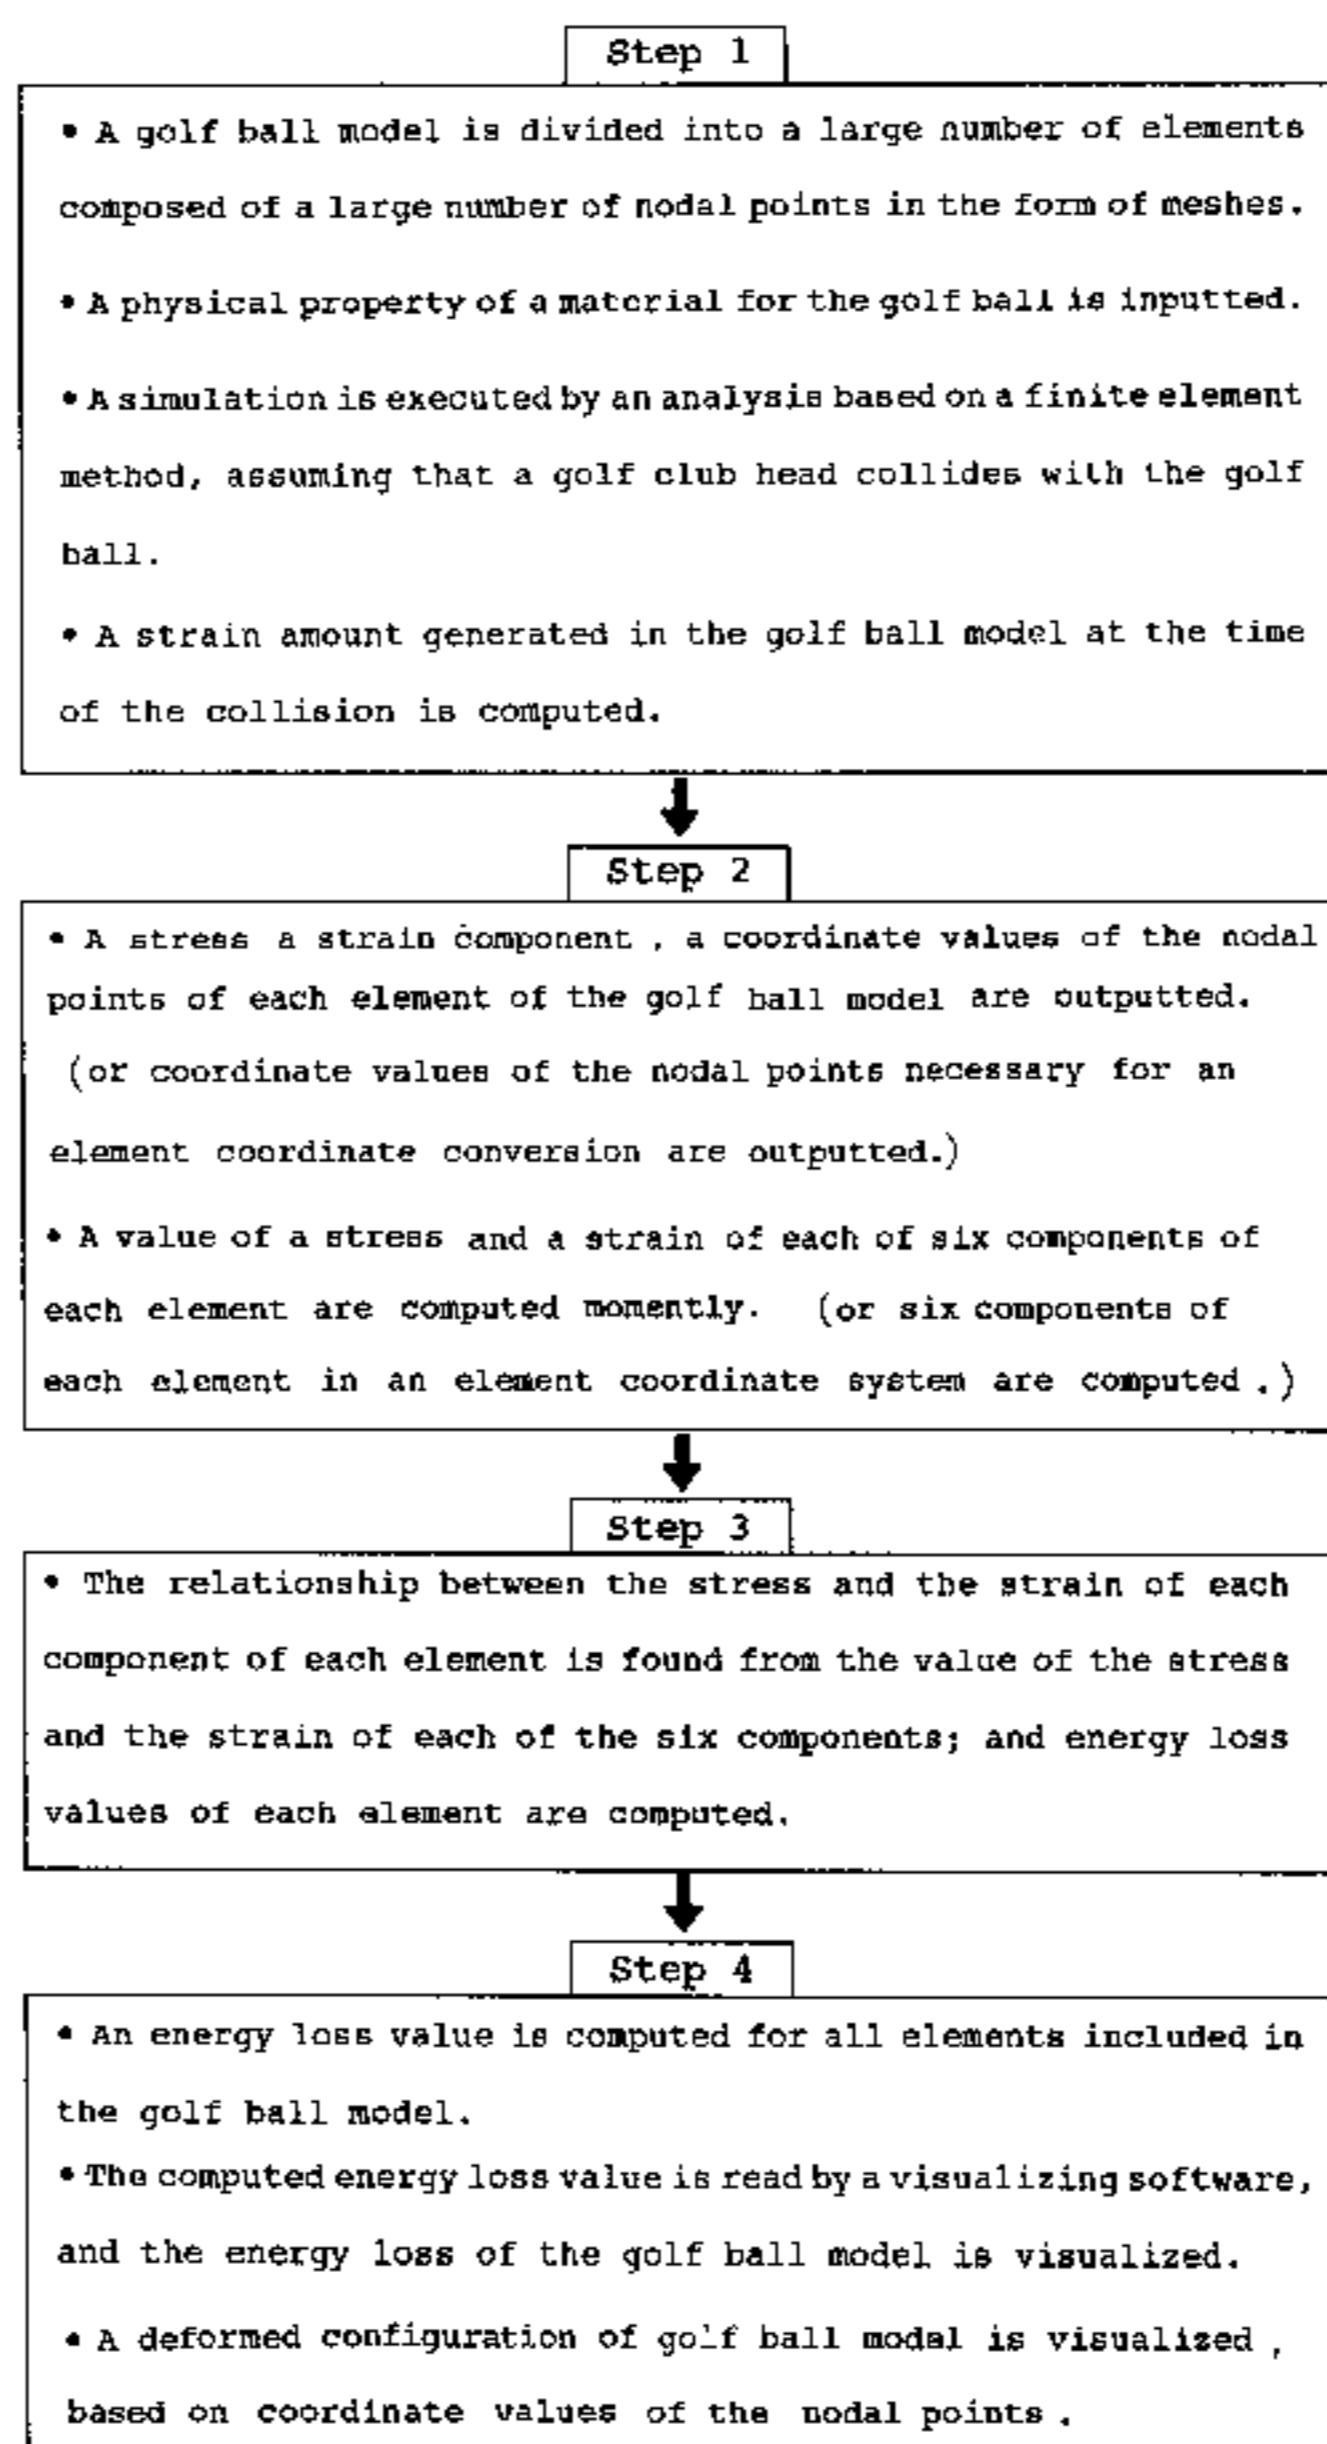 Step 1
• A golf ball model is divided into a large number of elements
composed of a large number of nodal points in the form of meshes.
• A physical property of a material for the golf ball is inputted.
• A simulation is executed by an analysis based on a finite element
method, assuming that a golf club head collides with the golf
ball.
• A strain amount generated in the golf ball model at the time
of the collision is computed.
Step 2
• A stress a strain component , a coordinate values of the nodal
points of each element of the golf ball model are outputted.
(or coordinate values of the nodal points necessary for an
element coordinate conversion are outputted.)
• A value of a stress and a strain of each of six components of
each element are computed momently. (or six components of
each element in an element coordinate system are computed .)
Step 3
• The relationship between the stress and the strain of each
component of each element is found from the value of the stress
and the strain of each of the six components; and energy loss
values of each element are computed.
Step 4
• An energy loss value is computed for all elements included in
the golf ball model.
• The computed energy loss value is read by a visualizing software,
and the energy loss of the golf ball model is visualized.
• A deformed configuration of golf ball model is visualized ,
based on coordinate values of the nodal points .